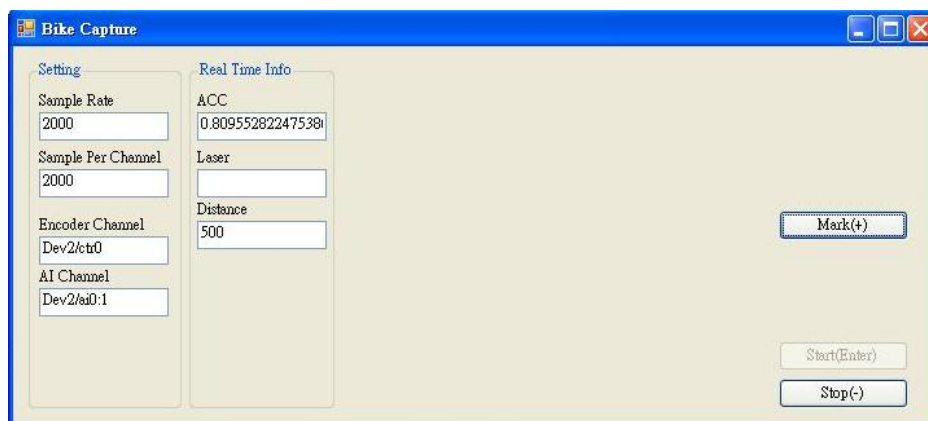 Bike Capture
Setting
Sample Rate
2000
Sample Per Channel
2000
Encoder Channel
Dev2/ctr0
AI Channel
Dev2/ai0:1
Real Time Info
ACC
0.80955282247538
Laser
Distance
500
Mark(+)
Start(Enter)
Stop(-)